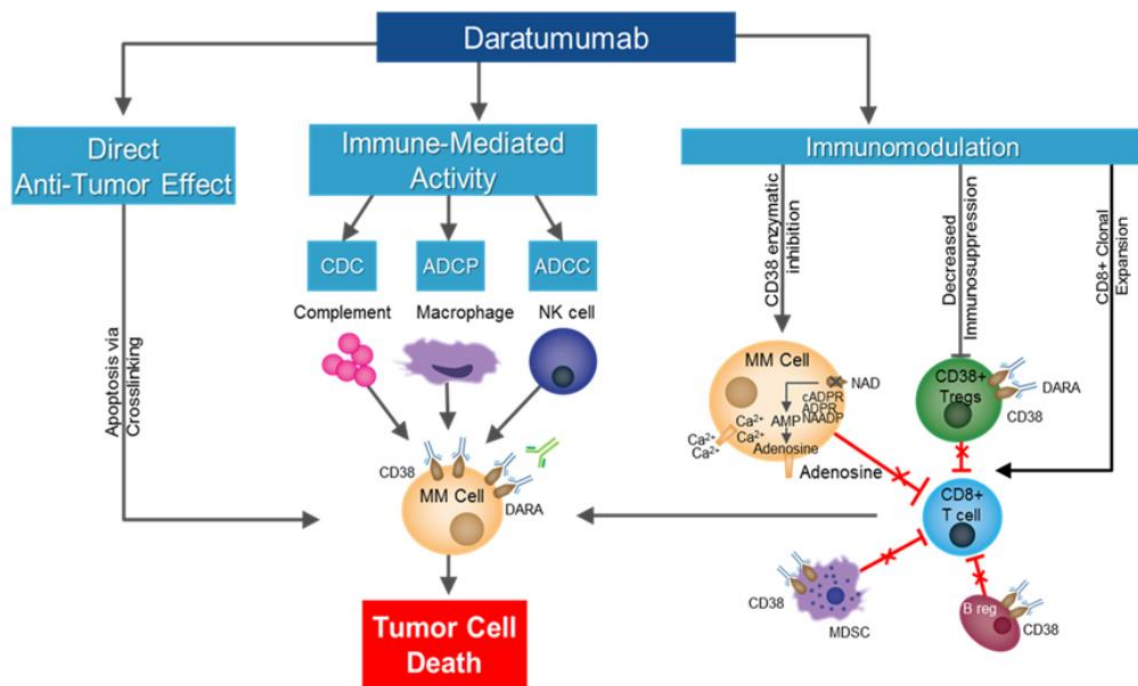 Daratumumab
Direct
Anti-Tumor Effect
Immune-Mediated
Activity
Immunomodulation
Apoptosis via
Crosslinking
CDC
ADCP
ADCC
Complement
Macrophage
NK cell
CD38 enzymatic
inhibition
Decreased
Immunosuppression
CD8+ Clonal
Expansion
MM Cell
NAD
cADPR
ADPR
NAADP
AMP
Ca2+
Ca2+
Ca2+
Ca2+
Adenosine
Adenosine
CD38+
Tregs
DARA
CD38
CD38
MM Cell
DARA
CD8+
T cell
CD38
MDSC
B reg
CD38
Tumor Cell
Death